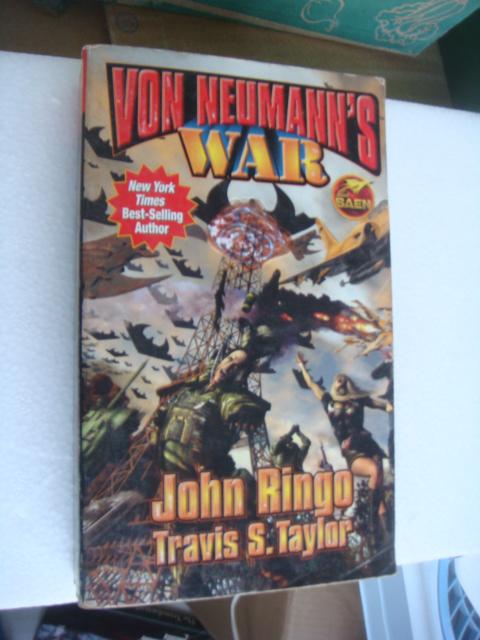 VON NEUMANN'S
WAR
New York
Times
Best-Selling
Author
BAEN
John Ringo
Travis S. Taylor